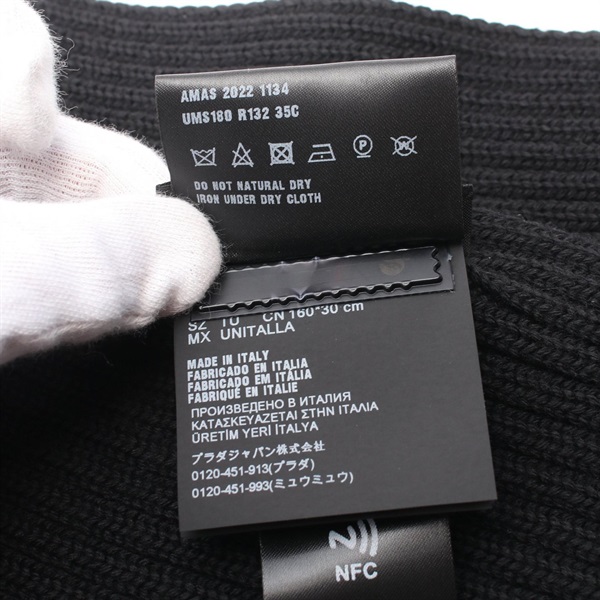 AMAS 2022 1134
UMS180 R132 35C
P W
DO NOT NATURAL DRY
IRON UNDER DRY CLOTH
SZ TU CN 160*30 cm
MX UNITALLA
MADE IN ITALY
FABRICADO EN ITALIA
FABRICADO EM ITÁLIA
FABRIQUÉ EN ITALIE
ПРОИЗВЕДЕНО В ИТАЛИЯ
ΚΑΤΑΣΚΕΥΑΖΕΤΑΙ ΣΤΗΝ ΙΤΑΛΙΑ
ÜRETİM YERİ İTALYA
プラダジャパン株式会社
0120-451-913(プラダ)
0120-451-993(ミュウミュウ)
NFC